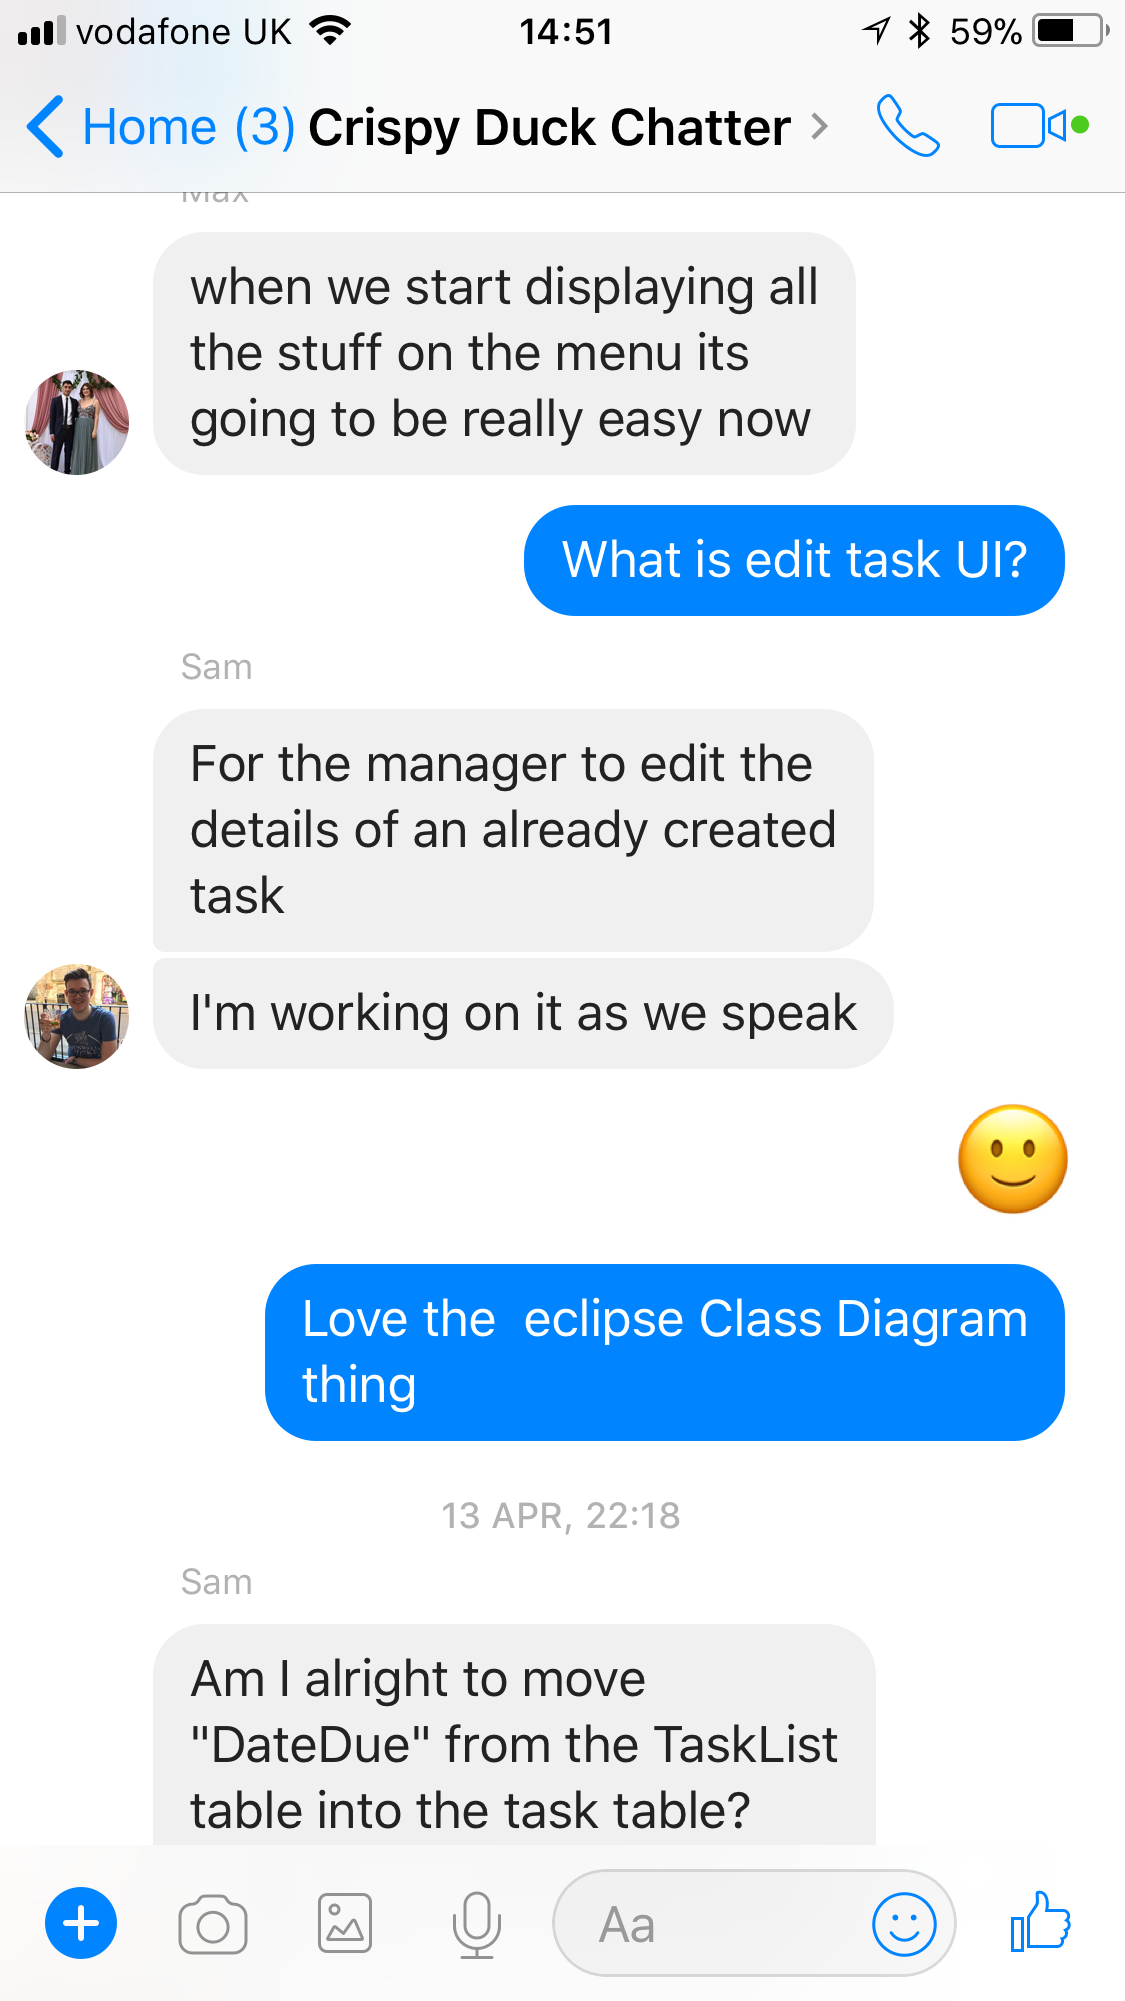 vodafone UK 14:51 59%
Home (3) Crispy Duck Chatter
Max
when we start displaying all
the stuff on the menu its
going to be really easy now
What is edit task UI?
Sam
For the manager to edit the
details of an already created
task
I'm working on it as we speak
Love the  eclipse Class Diagram
thing
13 APR, 22:18
Sam
Am I alright to move
"DateDue" from the TaskList
table into the task table?
Aa